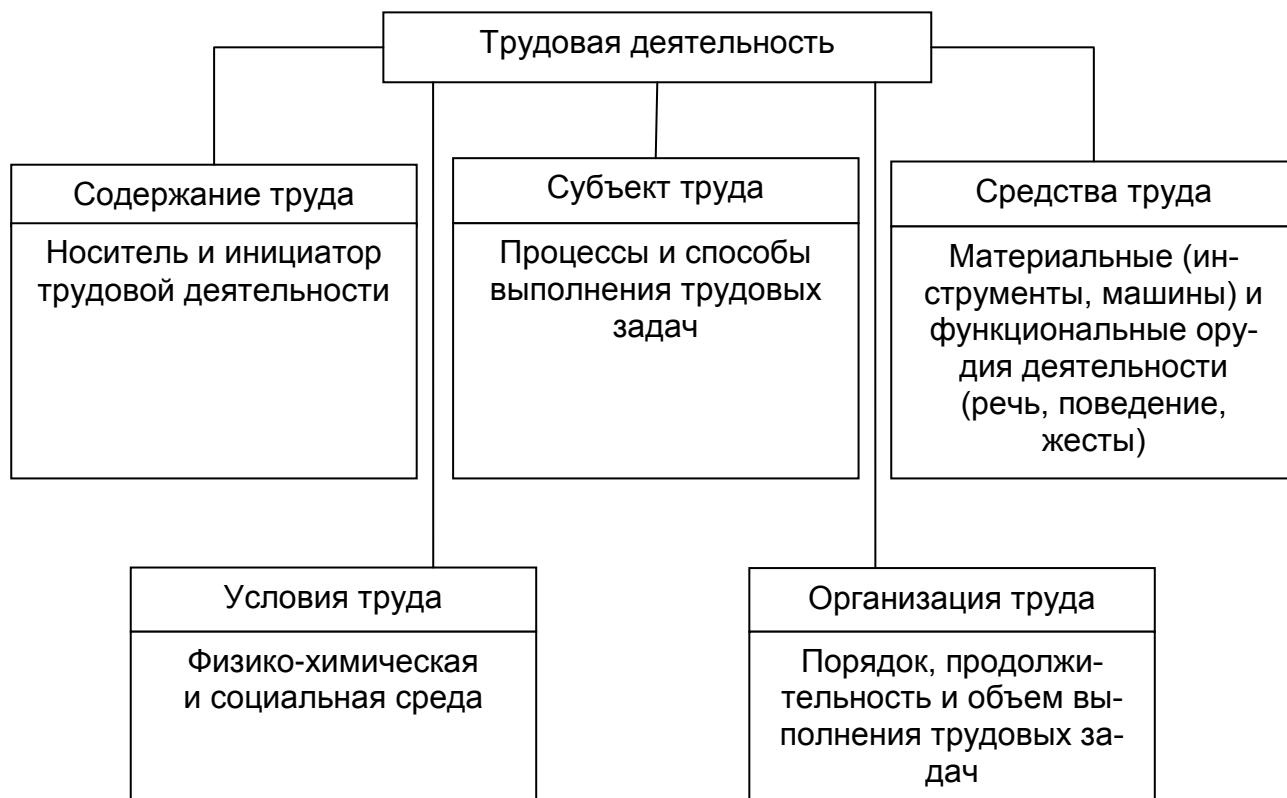 Трудовая деятельность
Содержание труда
Носитель и инициатор
трудовой деятельности
Субъект труда
Процессы и способы
выполнения трудовых
задач
Средства труда
Материальные (ин-
струменты, машины) и
функциональные ору-
дия деятельности
(речь, поведение,
жесты)
Условия труда
Физико-химическая
и социальная среда
Организация труда
Порядок, продолжи-
тельность и объем вы-
полнения трудовых за-
дач